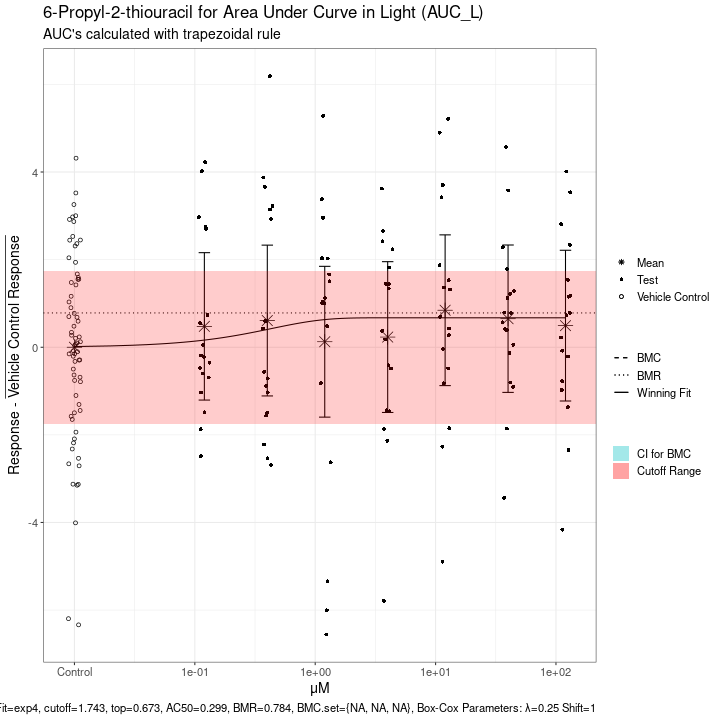 6-Propyl-2-thiouracil for Area Under Curve in Light (AUC_L)
AUC's calculated with trapezoidal rule
Response - Vehicle Control Response
4
0
-4
Control
1e-01
1e+00
1e+01
1e+02
µM
Mean
Test
Vehicle Control
BMC
BMR
Winning Fit
CI for BMC
Cutoff Range
Fit=exp4, cutoff=1.743, top=0.673, AC50=0.299, BMR=0.784, BMC.set={NA, NA, NA}, Box-Cox Parameters: λ=0.25 Shift=1